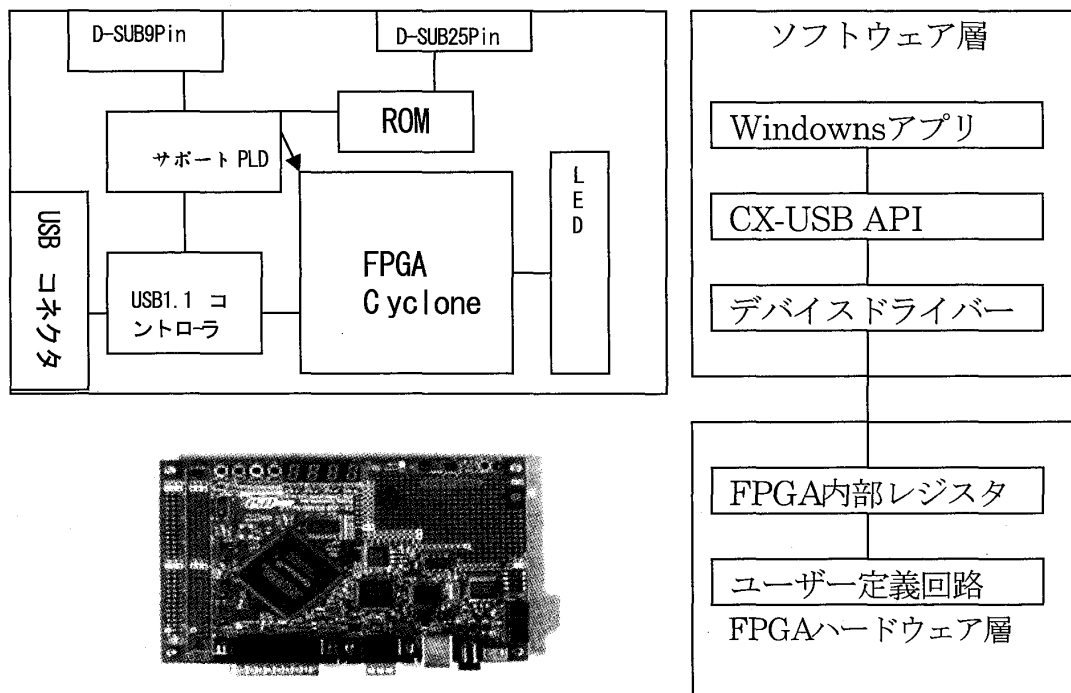 D-SUB9Pin
D-SUB25Pin
ROM
サポート PLD
L
E
D
USB コネクタ
FPGA
Cyclone
USB1.1 コ
ントローラ
ソフトウェア層
Windownsアプリ
CX-USB API
デバイスドライバー
FPGA内部レジスタ
ユーザー定義回路
FPGAハードウェア層